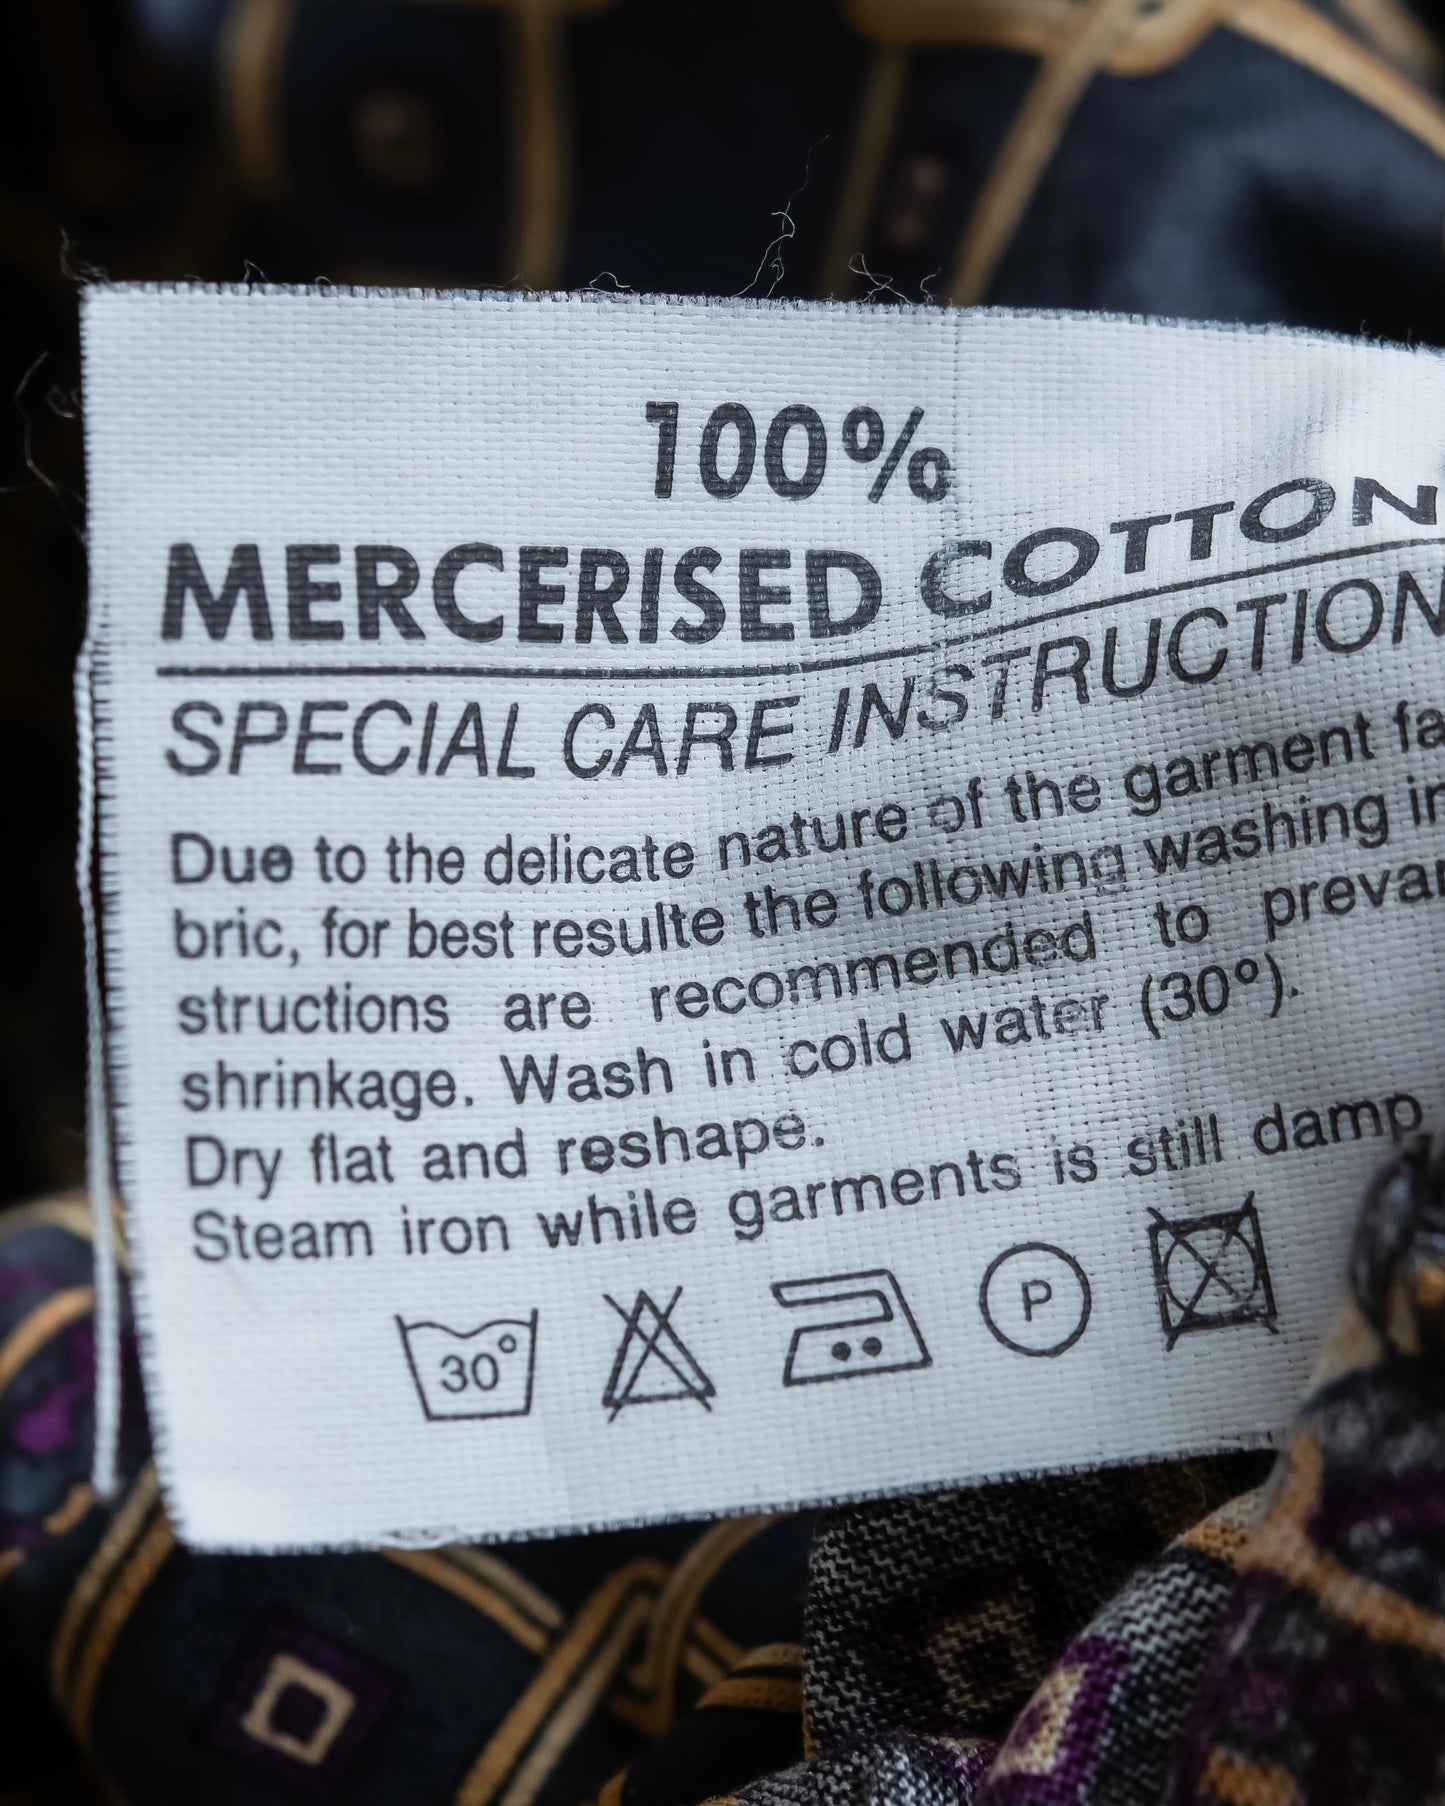 100%
MERCERISED COTTON
SPECIAL CARE INSTRUCTION
Due to the delicate nature of the garment fa
bric, for best resulte the following washing in
structions are recommended to prevan
shrinkage. Wash in cold water (30º).
Dry flat and reshape.
Steam iron while garments is still damp
30° P